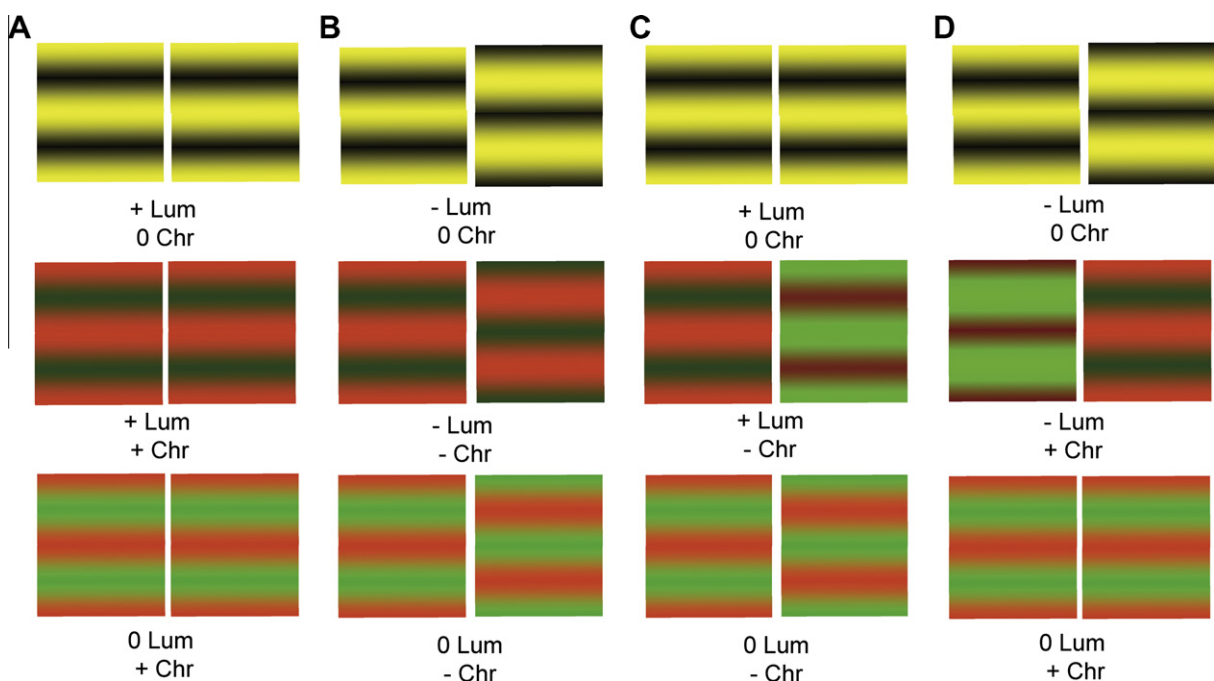 A B C D
+ Lum - Lum + Lum - Lum
0 Chr 0 Chr 0 Chr 0 Chr
+ Lum - Lum + Lum - Lum
+ Chr - Chr - Chr + Chr
0 Lum 0 Lum 0 Lum 0 Lum
+ Chr - Chr - Chr + Chr